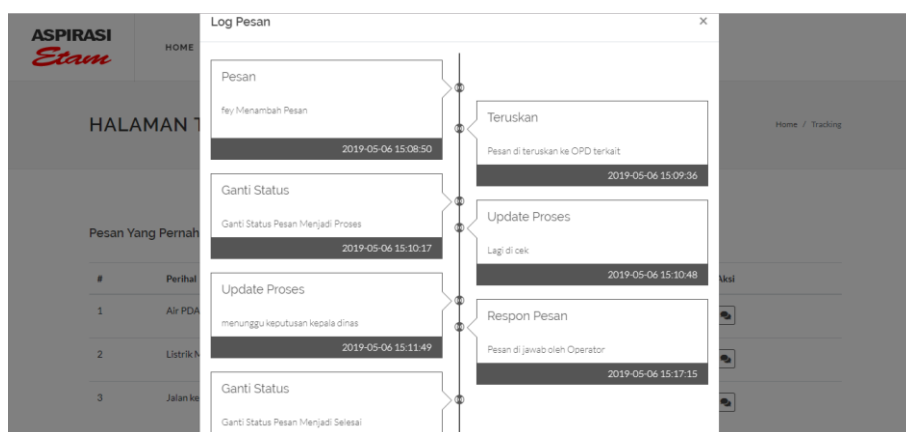 Log Pesan ×
ASPIRASI
Etam
HOME
HALAMAN
Home / Tracking
Pesan
fey Menambah Pesan
2019-05-06 15:08:50
Teruskan
Pesan di teruskan ke OPD terkait
2019-05-06 15:09:36
Ganti Status
Ganti Status Pesan Menjadi Proses
2019-05-06 15:10:17
Update Proses
Lagi di cek
2019-05-06 15:10:48
Update Proses
menunggu keputusan kepala dinas
2019-05-06 15:11:49
Respon Pesan
Pesan di jawab oleh Operator
2019-05-06 15:17:15
Ganti Status
Ganti Status Pesan Menjadi Selesai
Pesan Yang Pernah
# Perihal Aksi
1 Air PDA
2 Listrik
3 Jalan ke